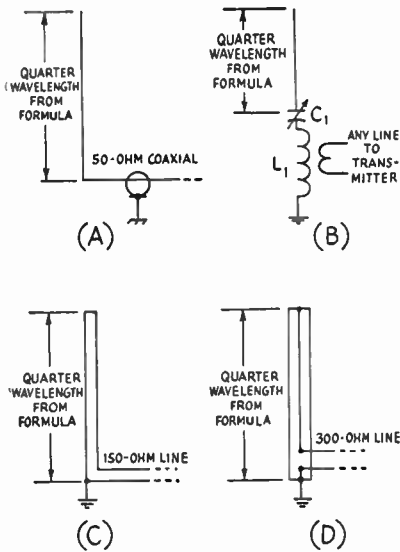 QUARTER
(WAVELENGTH
FROM
FORMULA
50-OHM COAXIAL
(A)
QUARTER
WAVELENGTH
FROM
FORMULA
C1
L1
ANY LINE
TO
TRANS-
MITTER
(B)
QUARTER
WAVELENGTH
FROM
FORMULA
150-OHM LINE
(C)
QUARTER
WAVELENGTH
FROM
FORMULA
300-OHM LINE
(D)